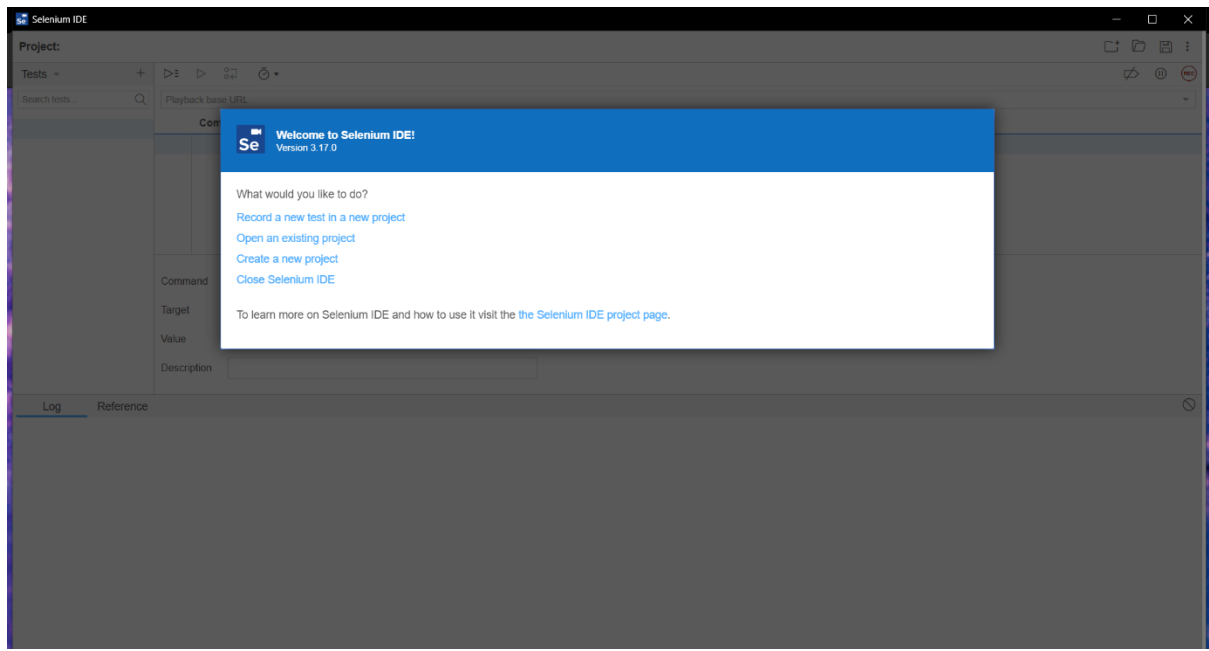 Se Selenium IDE
Project:
Tests
Search tests...
Playback base URL
Com
Se Welcome to Selenium IDE!
Version 3.17.0
What would you like to do?
Record a new test in a new project
Open an existing project
Create a new project
Close Selenium IDE
To learn more on Selenium IDE and how to use it visit the the Selenium IDE project page.
Command
Target
Value
Description
Log Reference
REC